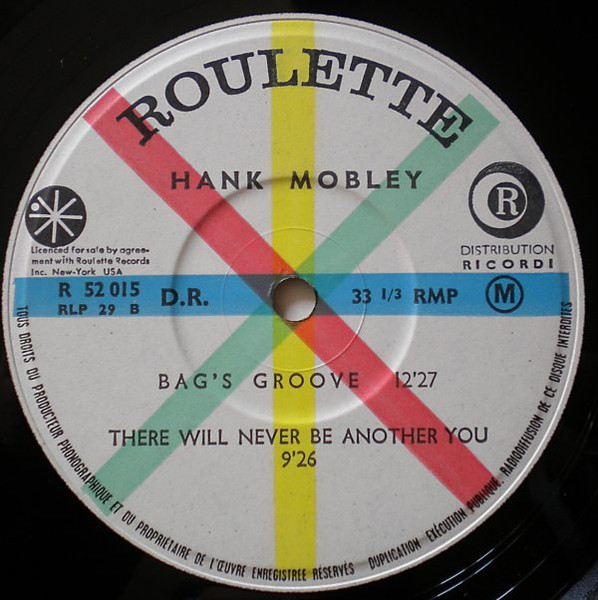 ROULETTE
HANK MOBLEY
R
Licenced for sale by agree-
ment with Roulette Records
Inc. New-York USA
DISTRIBUTION
RICORDI
R 52 015
RLP 29 B
D.R.
33 1/3 RMP
M
BAG'S GROOVE 12'27
THERE WILL NEVER BE ANOTHER YOU
9'26
TOUS DROITS DU PRODUCTEUR PHONOGRAPHIQUE ET DU PROPRIETAIRE DE L'ŒUVRE ENREGISTREE RÉSERVÉS DUPLICATION EXÉCUTION PUBLIQUE, RADIODIFFUSION DE CE DISQUE INTERDITES